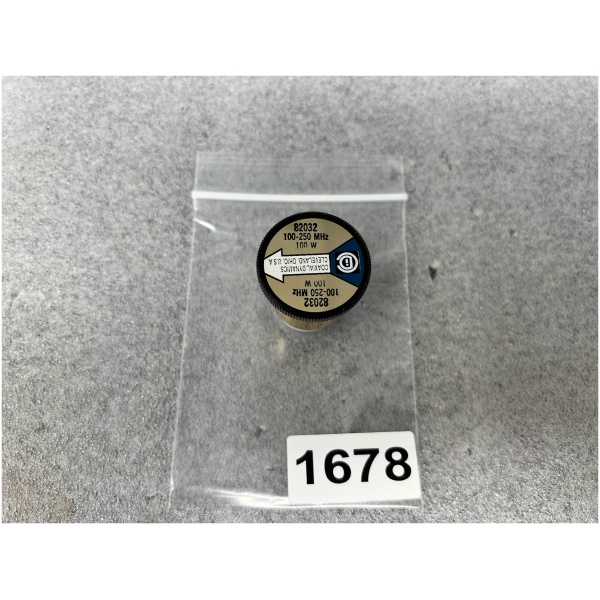 82032
100-250 MHz
100 W
COAXIAL DYNAMICS
CLEVELAND, OHIO, U.S.A.
100 W
100-250 MHz
82032
1678